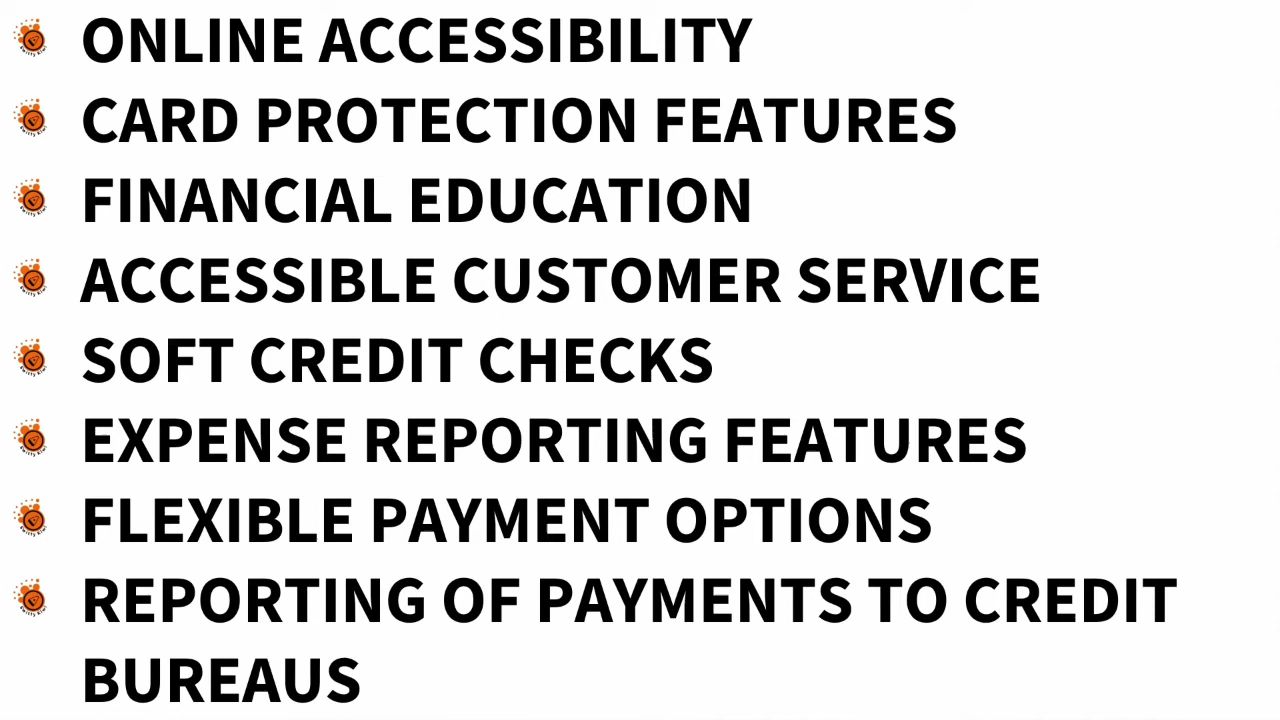 ONLINE ACCESSIBILITY
CARD PROTECTION FEATURES
FINANCIAL EDUCATION
ACCESSIBLE CUSTOMER SERVICE
SOFT CREDIT CHECKS
EXPENSE REPORTING FEATURES
FLEXIBLE PAYMENT OPTIONS
REPORTING OF PAYMENTS TO CREDIT
BUREAUS